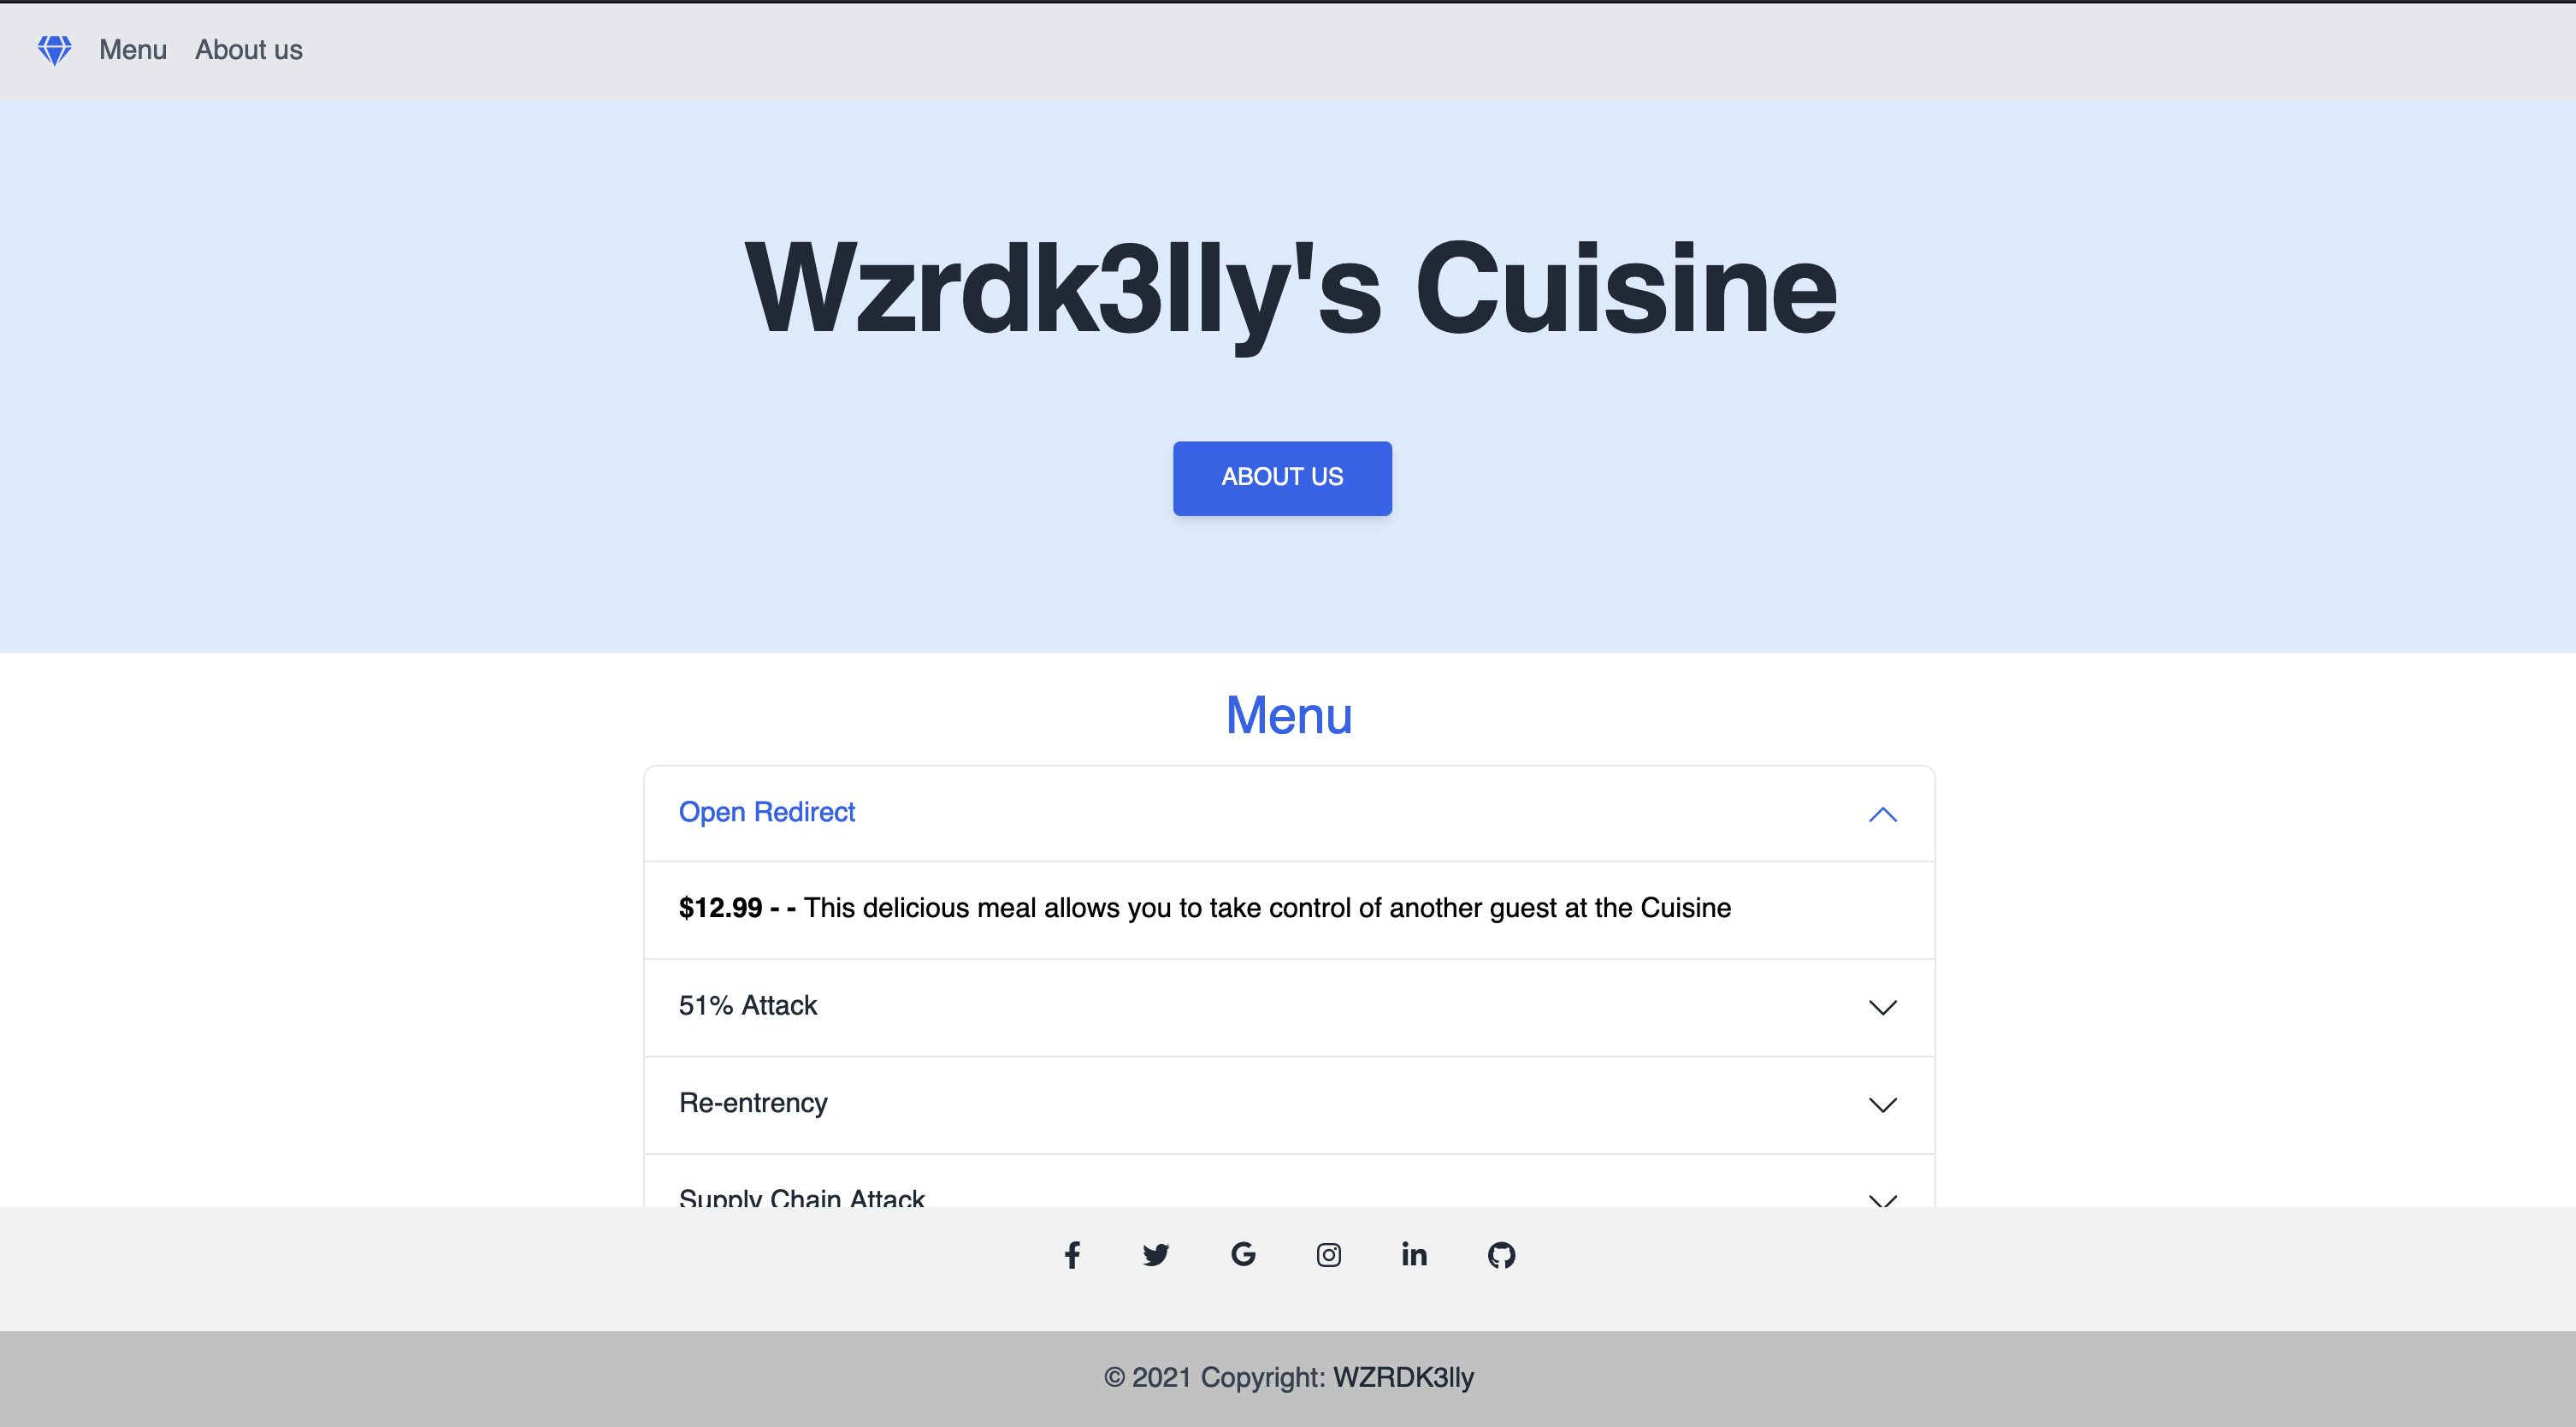 Menu About us
Wzrdk3lly's Cuisine
ABOUT US
Menu
Open Redirect
$12.99 - - This delicious meal allows you to take control of another guest at the Cuisine
51% Attack
Re-entrency
Supply Chain Attack
© 2021 Copyright: WZRDK3lly